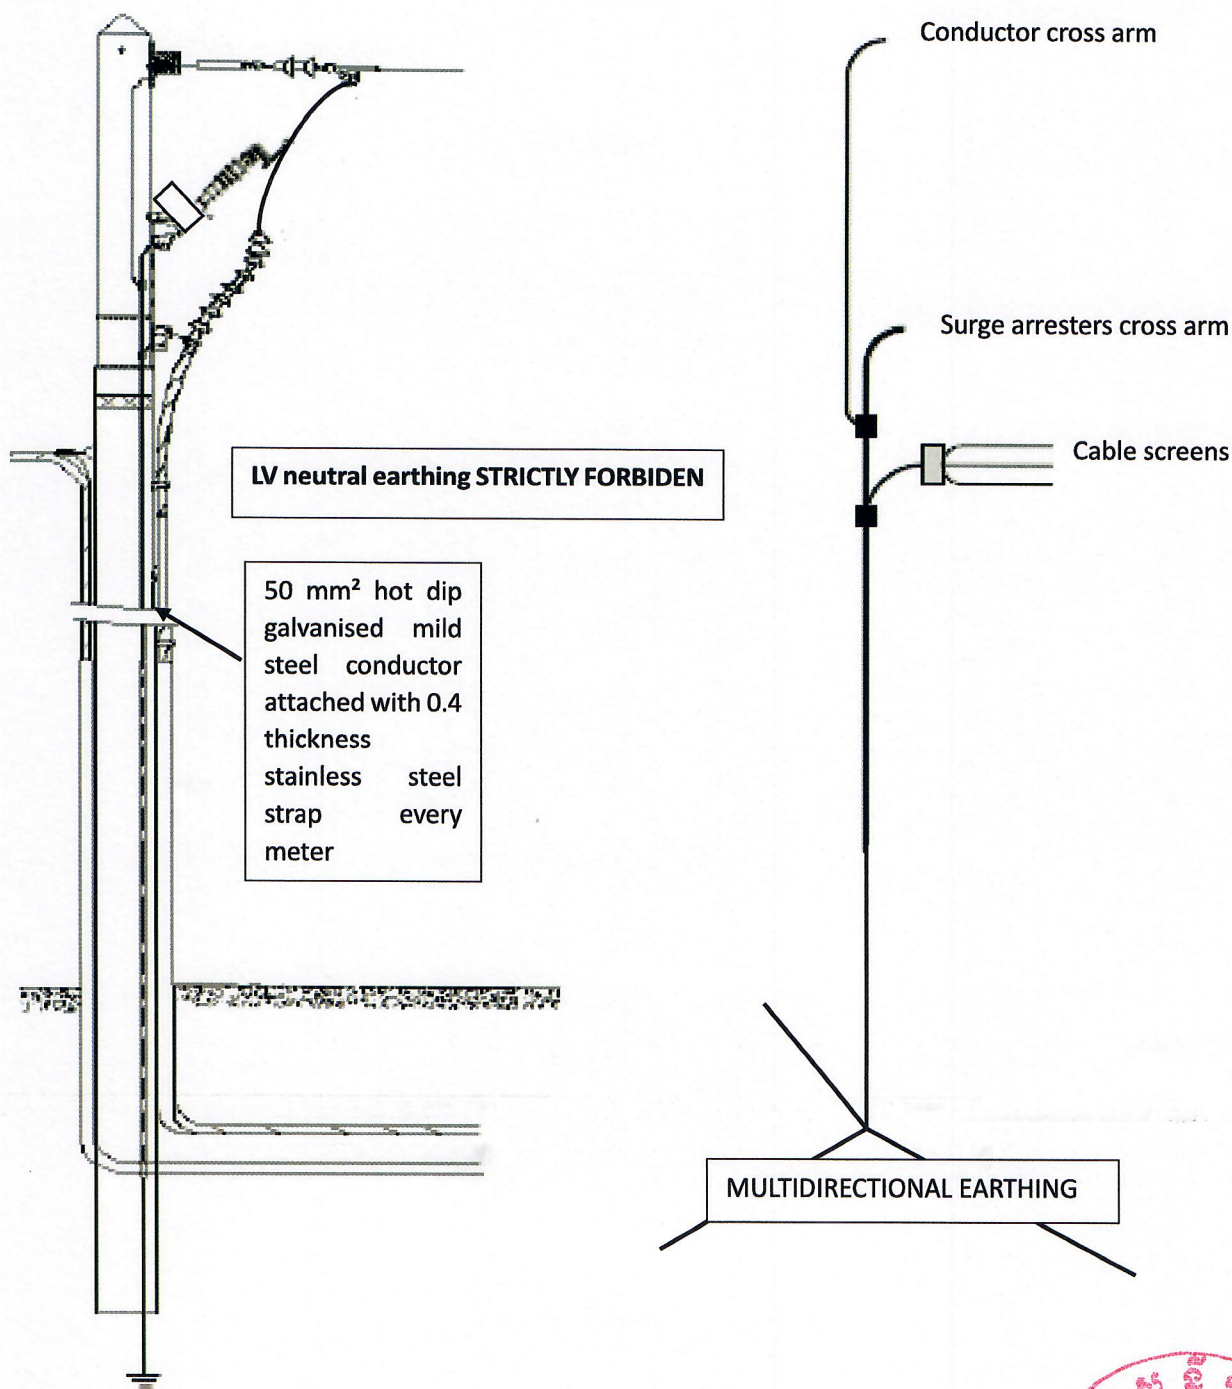 Conductor cross arm
Surge arresters cross arm
Cable screens
LV neutral earthing STRICTLY FORBIDEN
50 mm² hot dip
galvanised mild
steel conductor
attached with 0.4
thickness
stainless steel
strap every
meter
MULTIDIRECTIONAL EARTHING